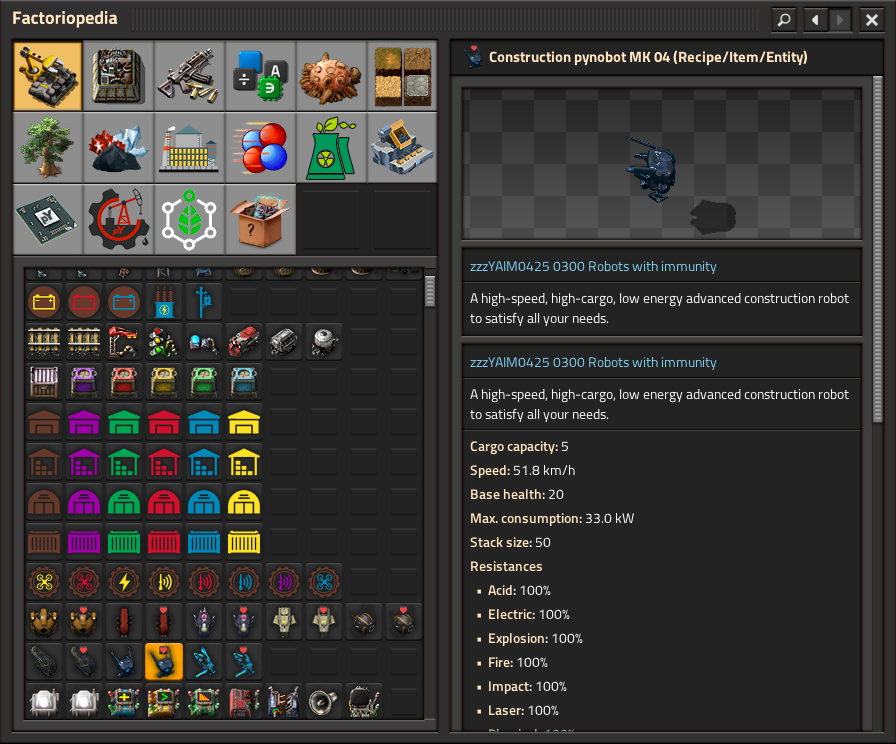 Factoriopedia
Construction pynobot MK 04 (Recipe/Item/Entity)
zzzYAIM0425 0300 Robots with immunity
A high-speed, high-cargo, low energy advanced construction robot
to satisfy all your needs.
zzzYAIM0425 0300 Robots with immunity
A high-speed, high-cargo, low energy advanced construction robot
to satisfy all your needs.
Cargo capacity: 5
Speed: 51.8 km/h
Base health: 20
Max. consumption: 33.0 kW
Stack size: 50
Resistances
▪ Acid: 100%
▪ Electric: 100%
▪ Explosion: 100%
▪ Fire: 100%
▪ Impact: 100%
▪ Laser: 100%